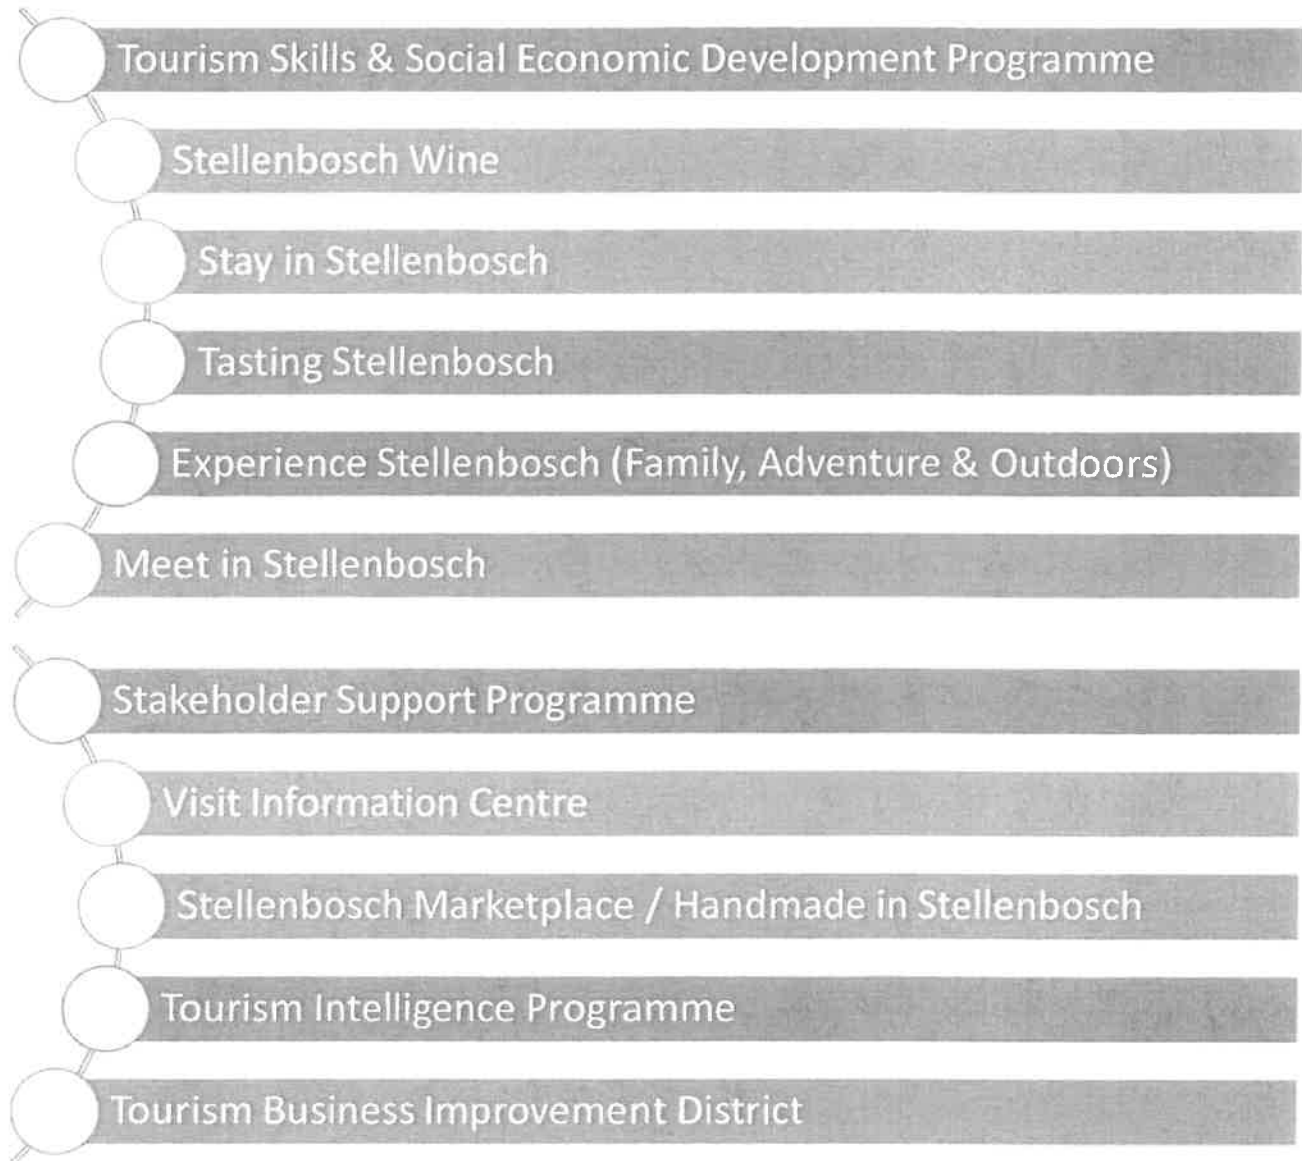 Tourism Skills & Social Economic Development Programme
Stellenbosch Wine
Stay in Stellenbosch
Tasting Stellenbosch
Experience Stellenbosch (Family, Adventure & Outdoors)
Meet in Stellenbosch
Stakeholder Support Programme
Visit Information Centre
Stellenbosch Marketplace / Handmade in Stellenbosch
Tourism Intelligence Programme
Tourism Business Improvement District